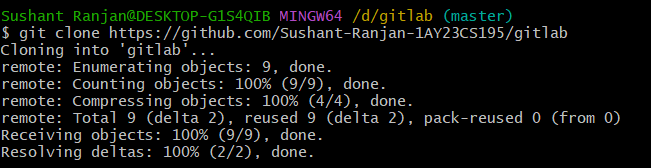 Sushant Ranjan@DESKTOP-G1S4QIB MINGW64 /d/gitlab (master)
$ git clone https://github.com/Sushant-Ranjan-1AY23CS195/gitlab
Cloning into 'gitlab'...
remote: Enumerating objects: 9, done.
remote: Counting objects: 100% (9/9), done.
remote: Compressing objects: 100% (4/4), done.
remote: Total 9 (delta 2), reused 9 (delta 2), pack-reused 0 (from 0)
Receiving objects: 100% (9/9), done.
Resolving deltas: 100% (2/2), done.